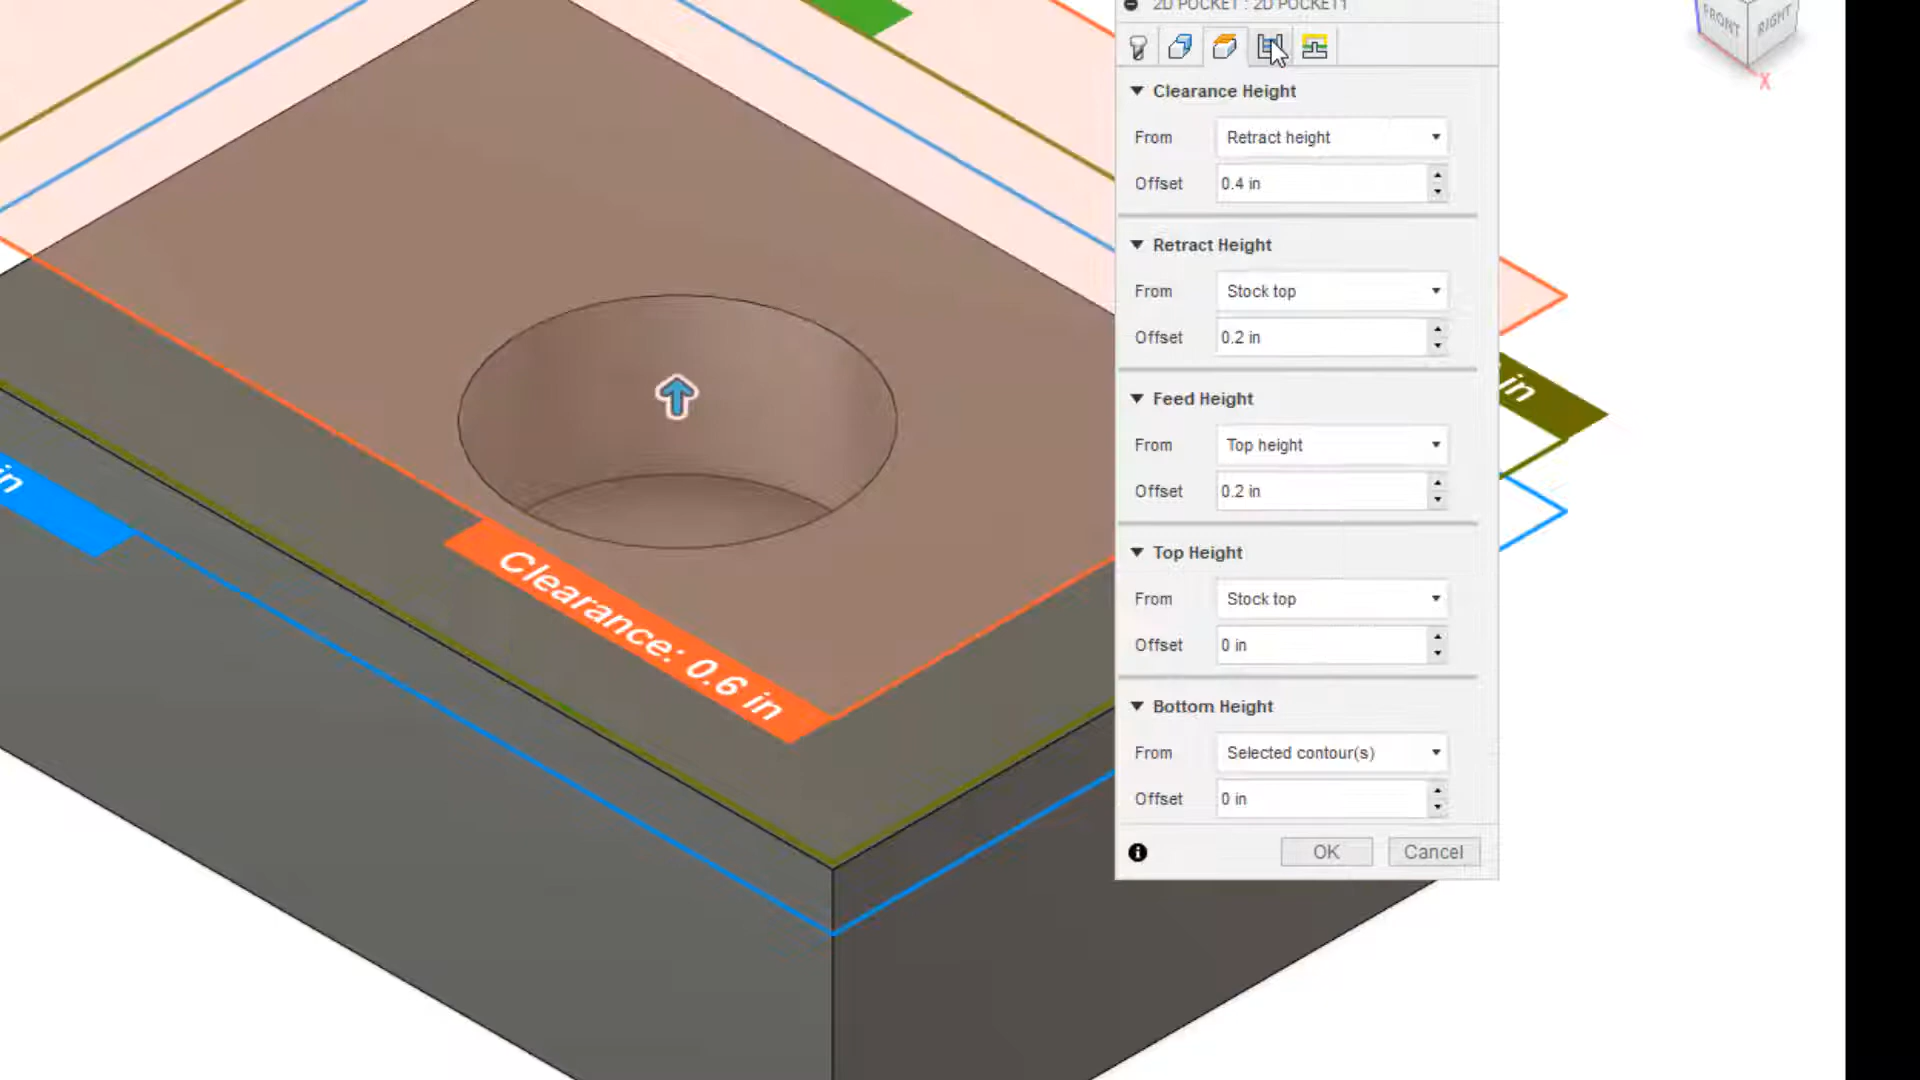 2D POCKET : 2D POCKET1
FRONT
RIGHT
X
Clearance Height
From Retract height
Offset 0.4 in
Retract Height
From Stock top
Offset 0.2 in
Feed Height
From Top height
Offset 0.2 in
in
Top Height
From Stock top
Offset 0 in
Bottom Height
From Selected contour(s)
Offset 0 in
OK Cancel
in
Clearance: 0.6 in